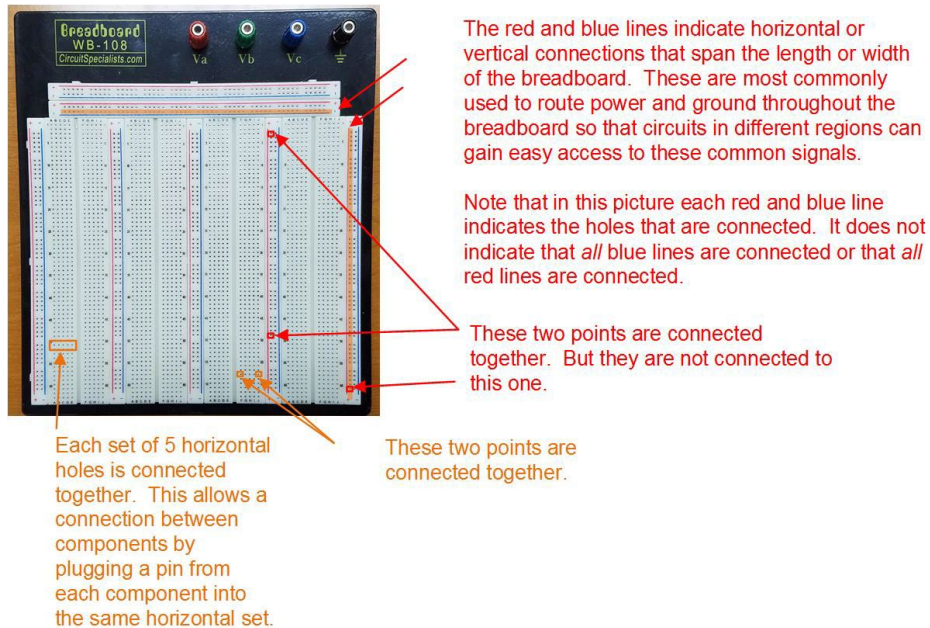 Breadboard
WB-108
CircuitSpecialists.com
Va
Vb
Vc
The red and blue lines indicate horizontal or
vertical connections that span the length or width
of the breadboard.  These are most commonly
used to route power and ground throughout the
breadboard so that circuits in different regions can
gain easy access to these common signals.
Note that in this picture each red and blue line
indicates the holes that are connected.  It does not
indicate that all blue lines are connected or that all
red lines are connected.
These two points are connected
together.  But they are not connected to
this one.
Each set of 5 horizontal
holes is connected
together.  This allows a
connection between
components by
plugging a pin from
each component into
the same horizontal set.
These two points are
connected together.